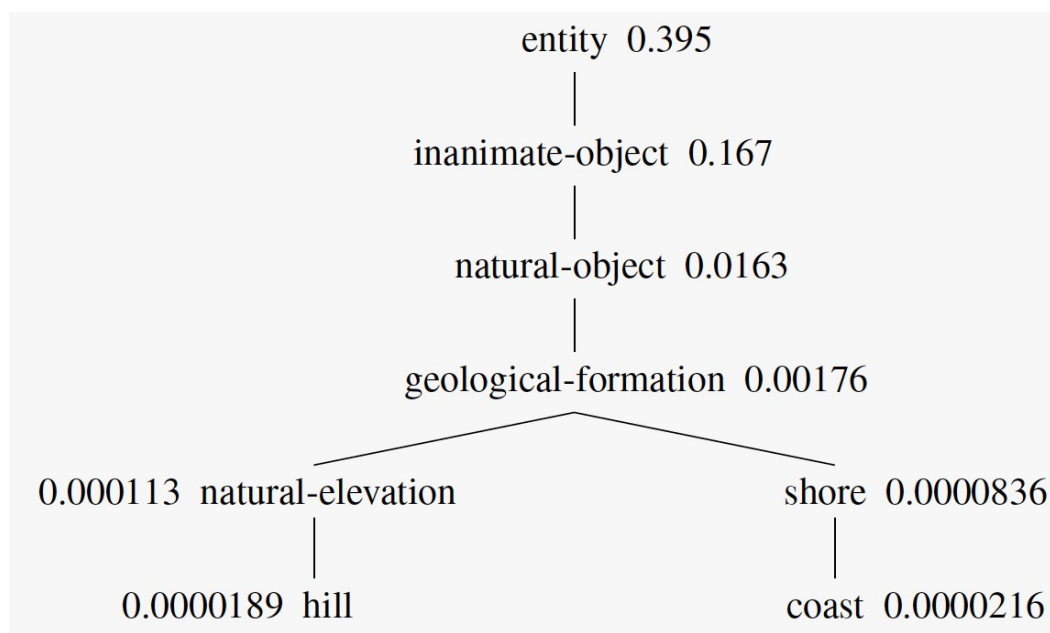 entity 0.395
inanimate-object 0.167
natural-object 0.0163
geological-formation 0.00176
0.000113 natural-elevation
shore 0.0000836
0.0000189 hill
coast 0.0000216